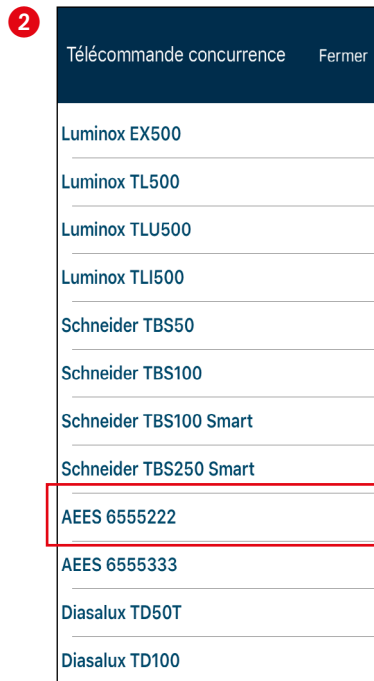 2
Télécommande concurrence Fermer
Luminox EX500
Luminox TL500
Luminox TLU500
Luminox TLI500
Schneider TBS50
Schneider TBS100
Schneider TBS100 Smart
Schneider TBS250 Smart
AEES 6555222
AEES 6555333
Diasalux TD50T
Diasalux TD100